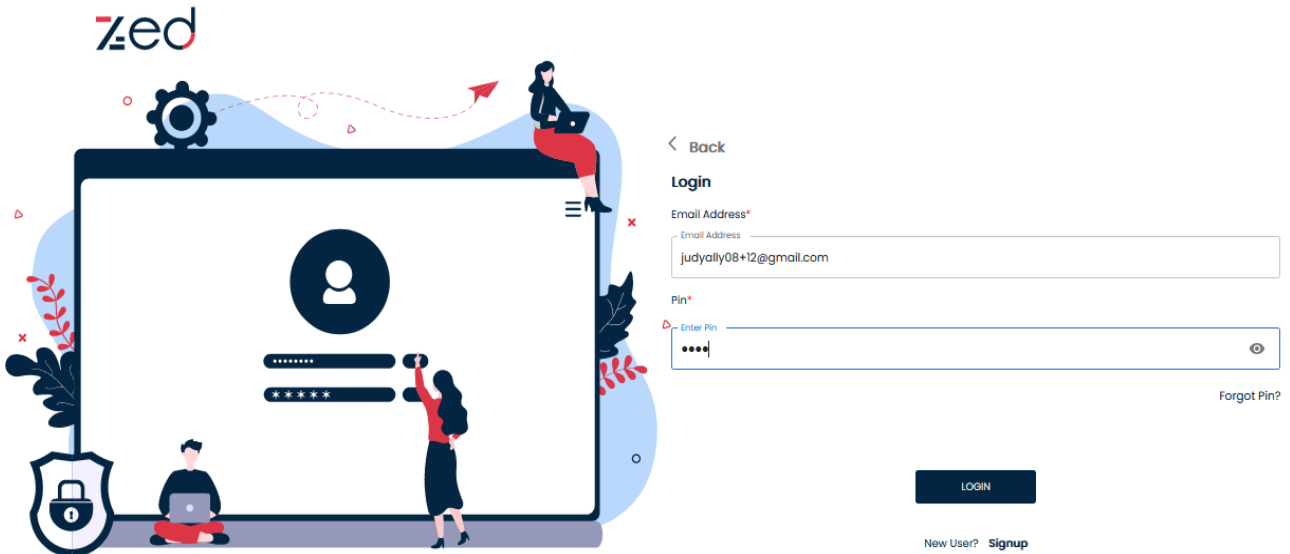 zed
Back
Login
Email Address*
Email Address
judyally08+12@gmail.com
Pin*
Enter Pin
••••
Forgot Pin?
LOGIN
New User? Signup